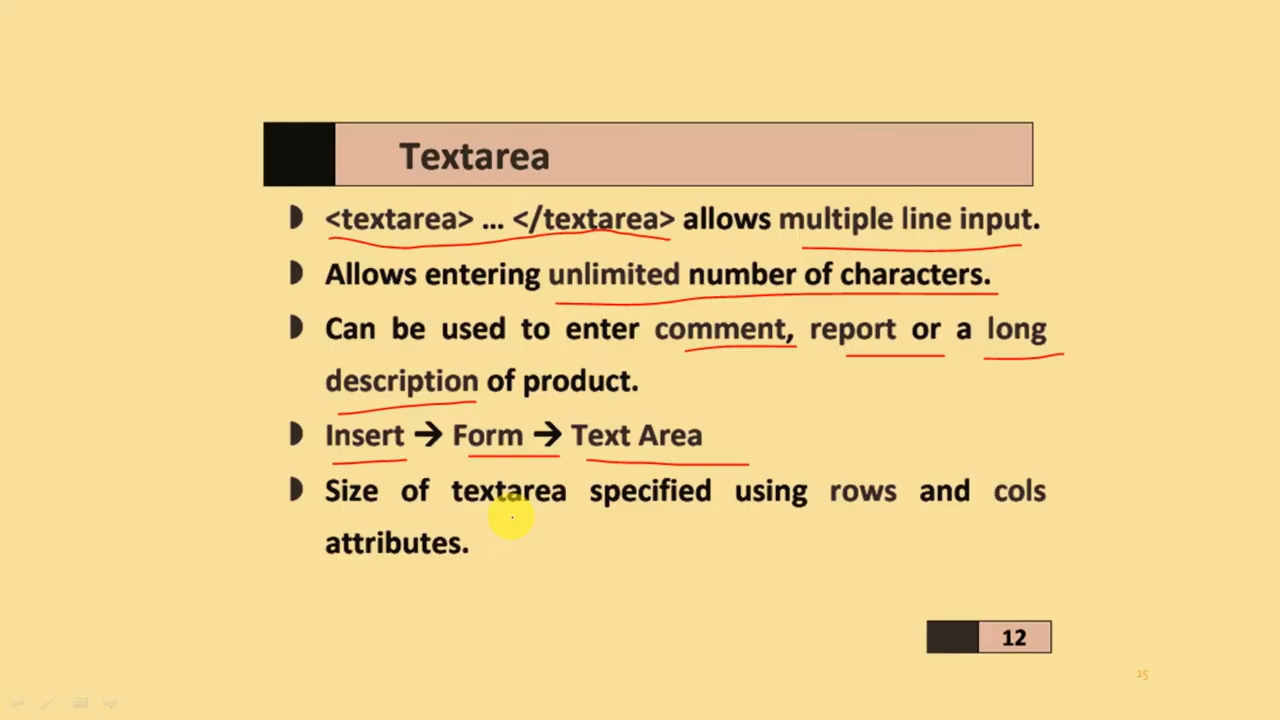 Textarea
<textarea> ... </textarea> allows multiple line input.
Allows entering unlimited number of characters.
Can be used to enter comment, report or a long
description of product.
Insert → Form → Text Area
Size of textarea specified using rows and cols
attributes.
12
15